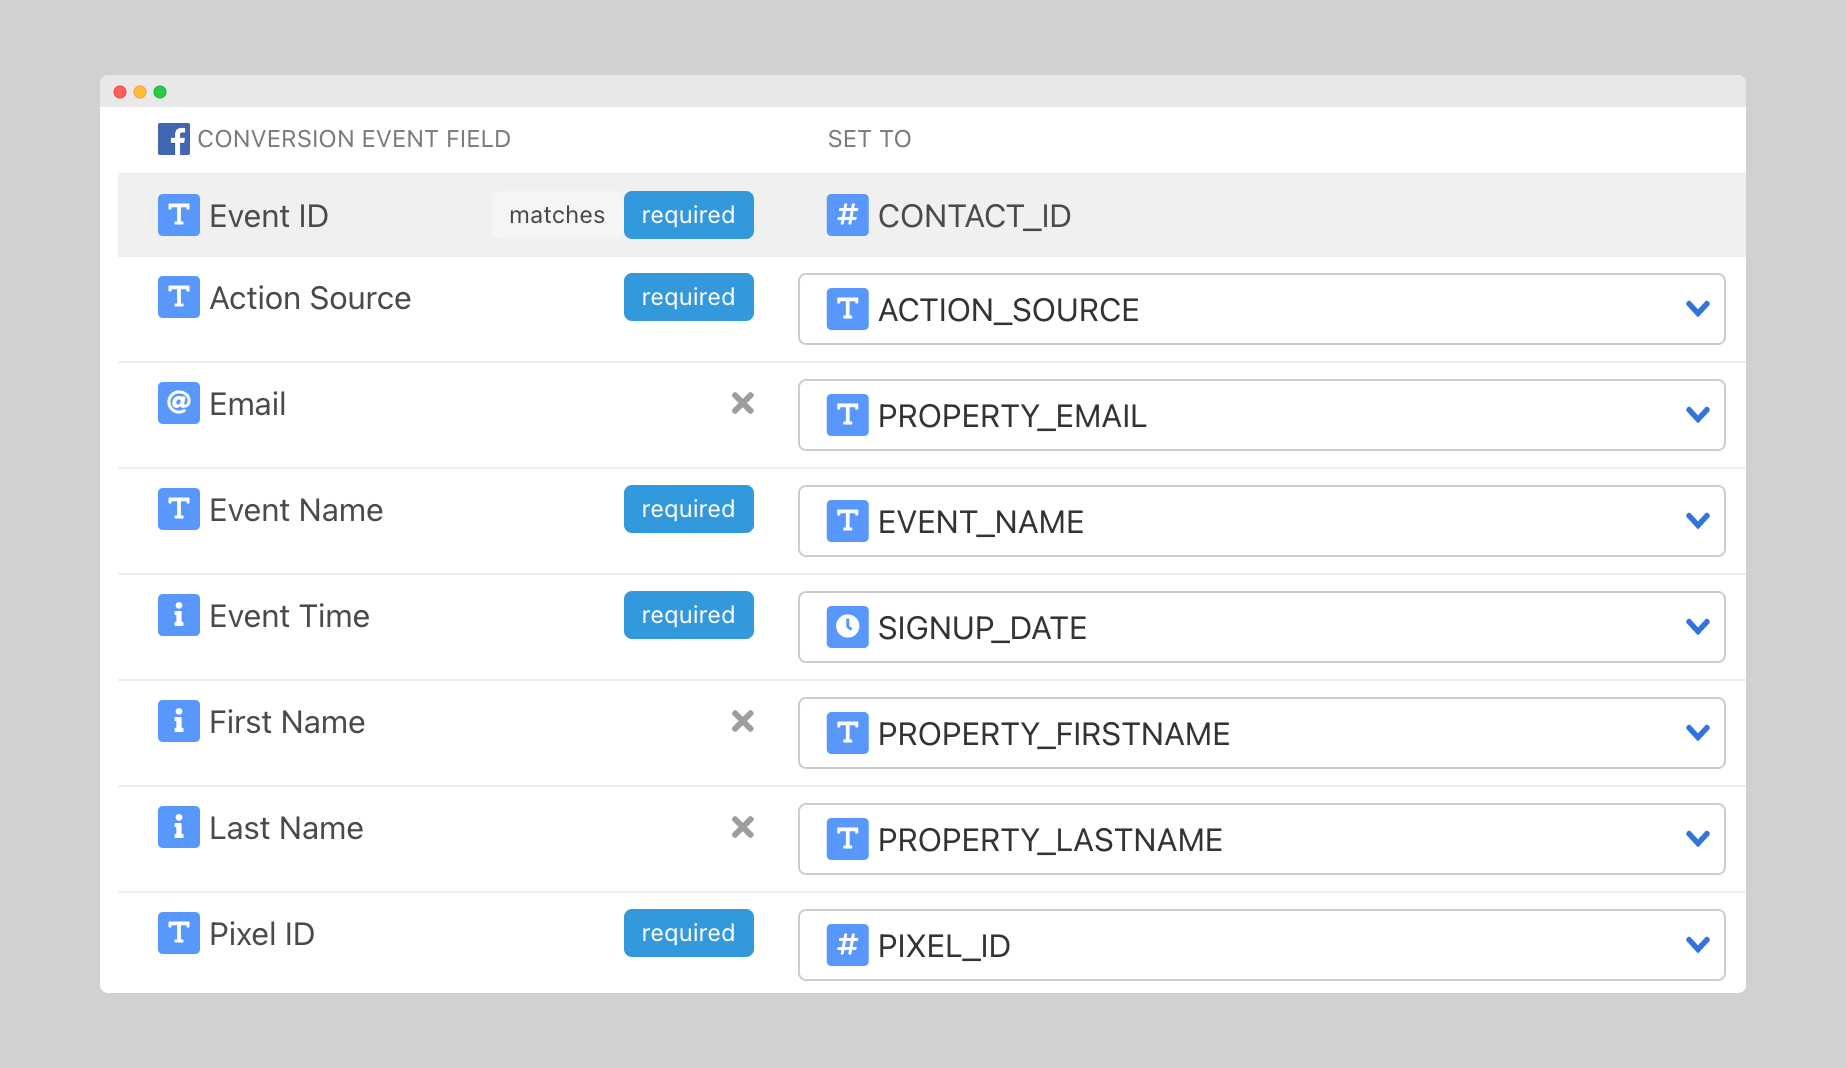 CONVERSION EVENT FIELD SET TO
Event ID matches required CONTACT_ID
Action Source required ACTION_SOURCE
Email PROPERTY_EMAIL
Event Name required EVENT_NAME
Event Time required SIGNUP_DATE
First Name PROPERTY_FIRSTNAME
Last Name PROPERTY_LASTNAME
Pixel ID required PIXEL_ID